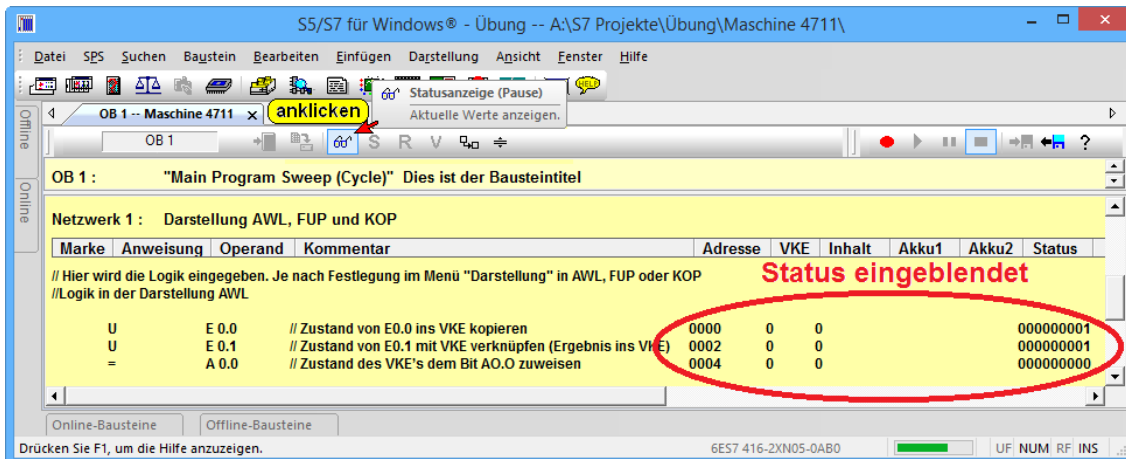 S5/S7 für Windows® - Übung -- A:\S7 Projekte\Übung\Maschine 4711\
Datei SPS Suchen Baustein Bearbeiten Einfügen Darstellung Ansicht Fenster Hilfe
HELP
Statusanzeige (Pause)
Aktuelle Werte anzeigen.
OB 1 -- Maschine 4711 x
anklicken
Offline
Online
OB 1
S R V
?
OB 1 : "Main Program Sweep (Cycle)" Dies ist der Bausteintitel
Netzwerk 1 : Darstellung AWL, FUP und KOP
Marke Anweisung Operand Kommentar Adresse VKE Inhalt Akku1 Akku2 Status
// Hier wird die Logik eingegeben. Je nach Festlegung im Menü "Darstellung" in AWL, FUP oder KOP
Status eingeblendet
//Logik in der Darstellung AWL
U E 0.0 // Zustand von E0.0 ins VKE kopieren 0000 0 0 000000001
U E 0.1 // Zustand von E0.1 mit VKE verknüpfen (Ergebnis ins VKE) 0002 0 0 000000001
= A 0.0 // Zustand des VKE's dem Bit AO.O zuweisen 0004 0 0 000000000
Online-Bausteine Offline-Bausteine
Drücken Sie F1, um die Hilfe anzuzeigen. 6ES7 416-2XN05-0AB0 UF NUM RF INS